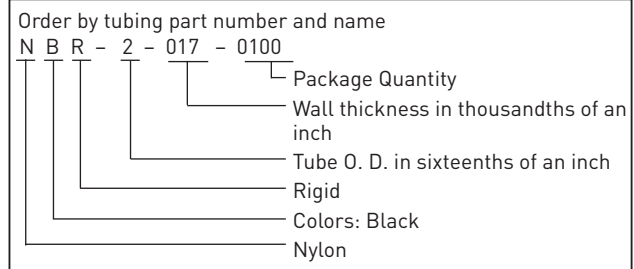 Order by tubing part number and name
N B R – 2 – 017 – 0100
Package Quantity
Wall thickness in thousandths of an
inch
Tube O. D. in sixteenths of an inch
Rigid
Colors: Black
Nylon